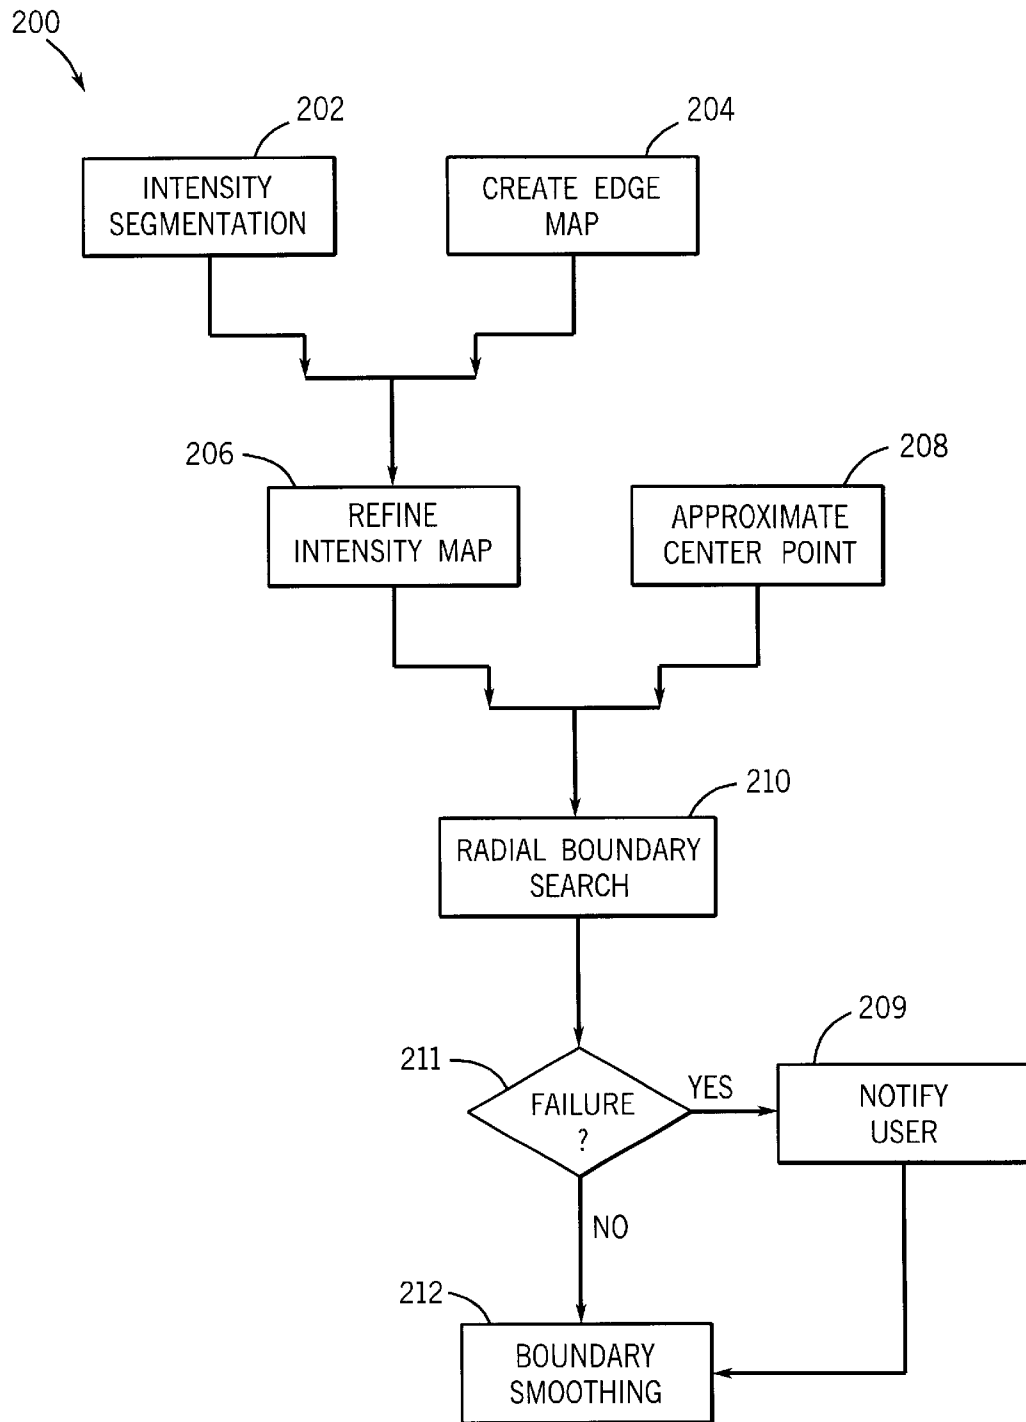 200
202
204
INTENSITY
SEGMENTATION
CREATE EDGE
MAP
206
208
REFINE
INTENSITY MAP
APPROXIMATE
CENTER POINT
210
RADIAL BOUNDARY
SEARCH
209
211
FAILURE
?
YES
NOTIFY
USER
NO
212
BOUNDARY
SMOOTHING